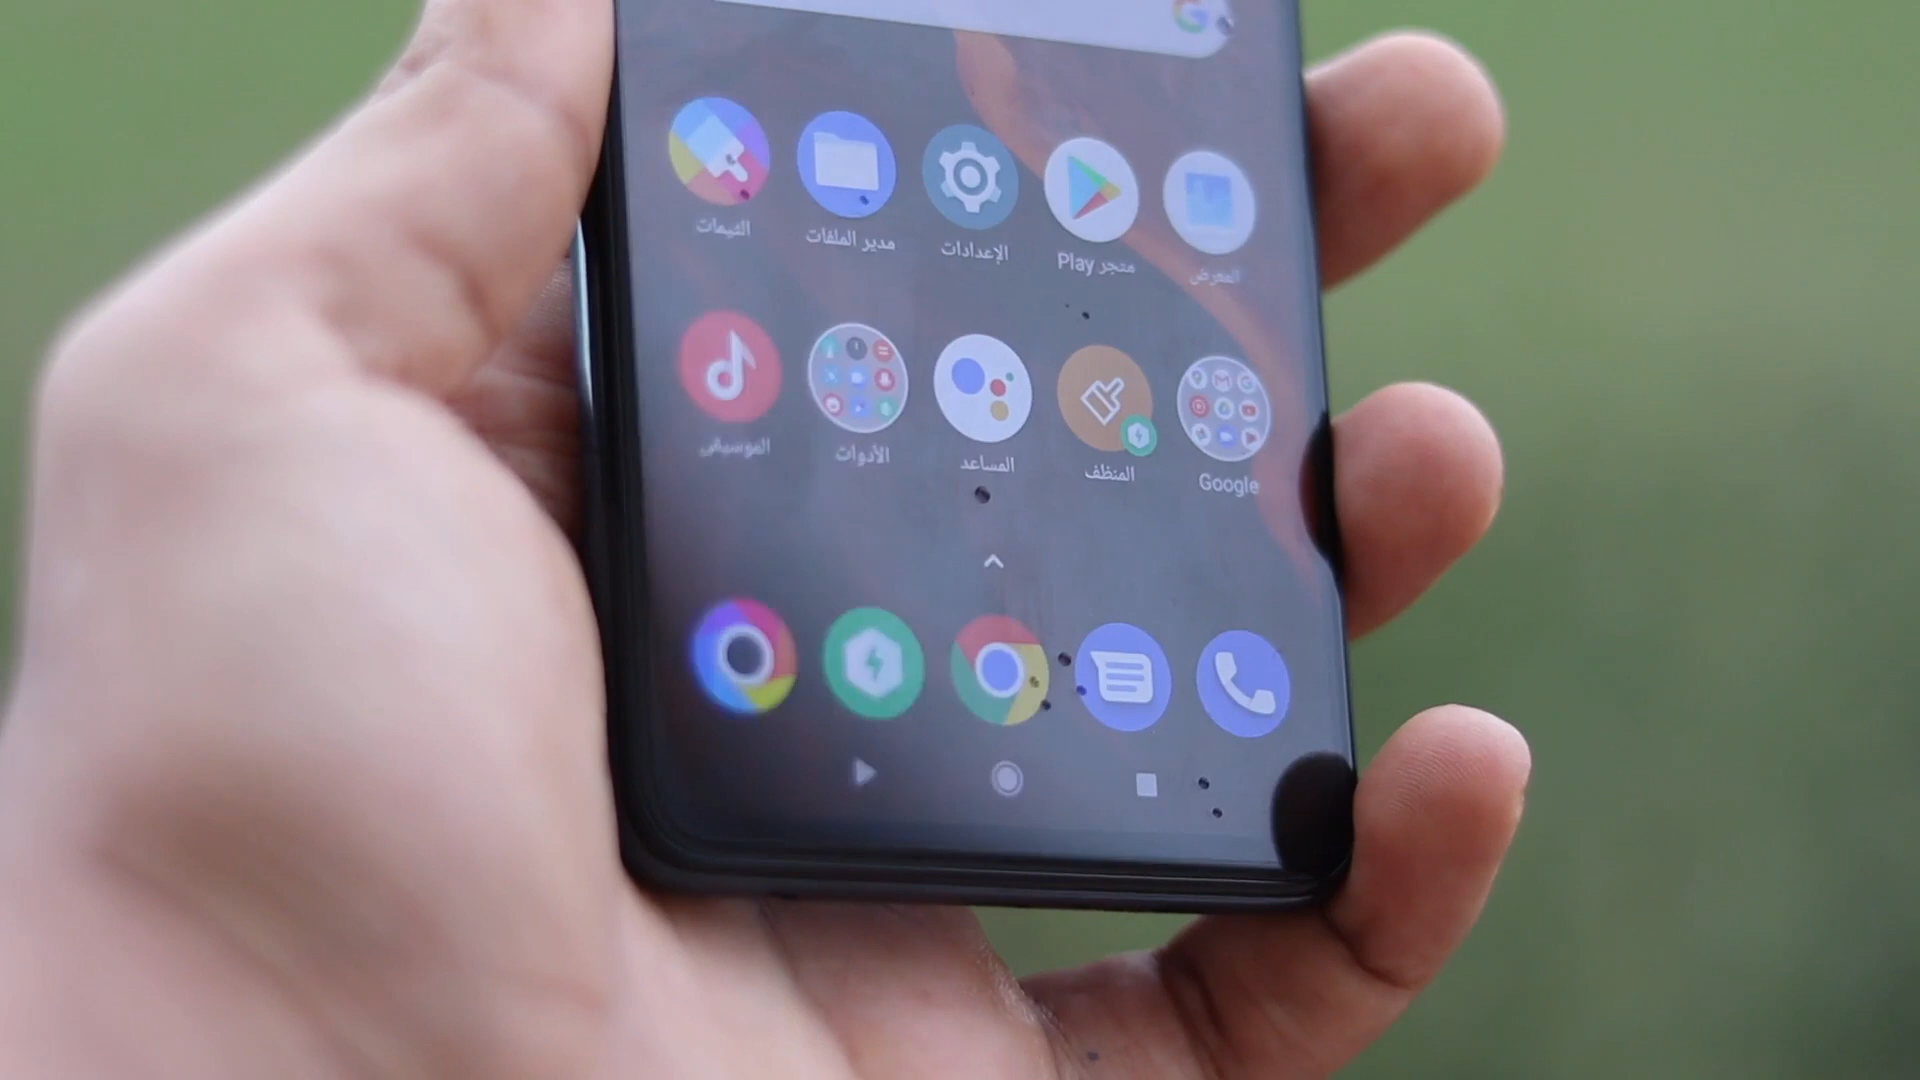 المعرض
متجر Play
الإعدادات
مدير الملفات
الثيمات
Google
المنظف
المساعد
الأدوات
الموسيقى